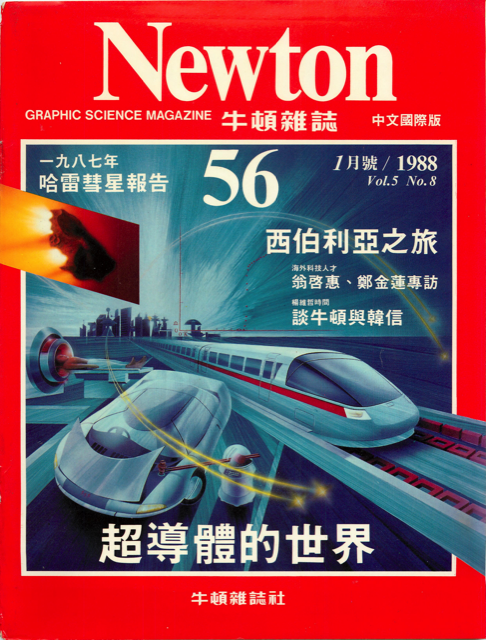 Newton
GRAPHIC SCIENCE MAGAZINE 牛頓雜誌 中文國際版
一九八七年
哈雷彗星報告
56
1月號 / 1988
Vol.5 No.8
西伯利亞之旅
海外科技人才
翁啓惠、鄭金蓮專訪
楊維哲時間
談牛頓與韓信
超導體的世界
牛頓雜誌社